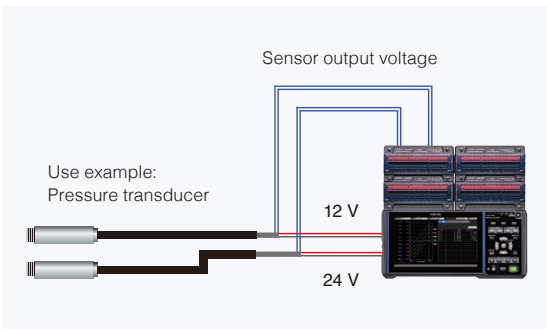 Sensor output voltage
Use example:
Pressure transducer
12 V
24 V